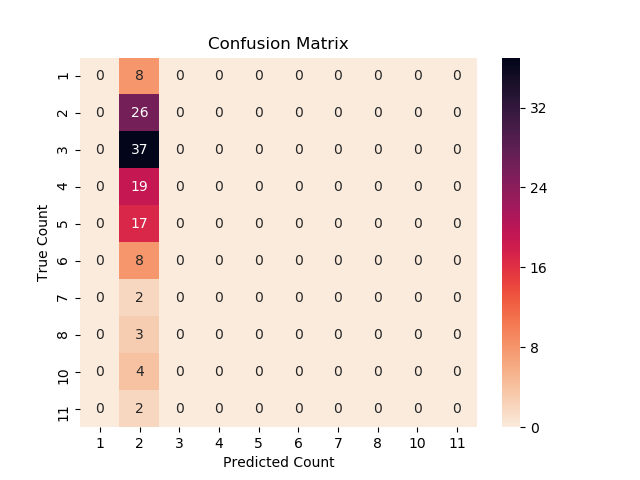 Confusion Matrix
1 0 8 0 0 0 0 0 0 0 0
2 0 26 0 0 0 0 0 0 0 0
3 0 37 0 0 0 0 0 0 0 0
4 0 19 0 0 0 0 0 0 0 0
5 0 17 0 0 0 0 0 0 0 0
6 0 8 0 0 0 0 0 0 0 0
7 0 2 0 0 0 0 0 0 0 0
8 0 3 0 0 0 0 0 0 0 0
10 0 4 0 0 0 0 0 0 0 0
11 0 2 0 0 0 0 0 0 0 0
1 2 3 4 5 6 7 8 10 11
Predicted Count
True Count
32
24
16
8
0